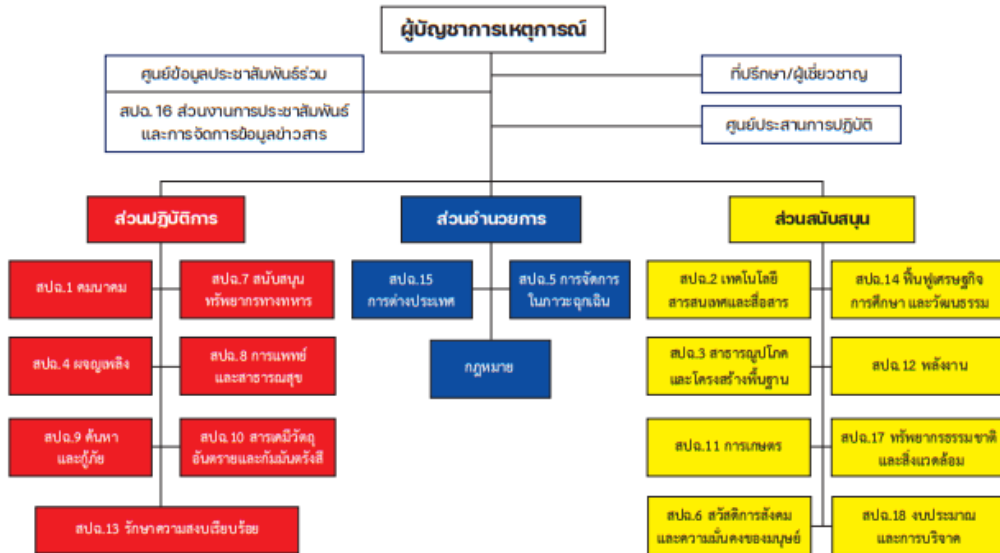 ผู้บัญชาการเหตุการณ์
ศูนย์ข้อมูลประชาสัมพันธ์ร่วม
สปฉ. 16 ส่วนงานการประชาสัมพันธ์
และการจัดการข้อมูลข่าวสาร
ที่ปรึกษา/ผู้เชี่ยวชาญ
ศูนย์ประสานการปฏิบัติ
ส่วนปฏิบัติการ
ส่วนอำนวยการ
ส่วนสนับสนุน
สปฉ.1 คมนาคม
สปฉ.7 สนับสนุน
ทรัพยากรทางทหาร
สปฉ.4 ผจญเพลิง
สปฉ.8 การแพทย์
และสาธารณสุข
สปฉ.9 ค้นหา
และกู้ภัย
สปฉ.10 สารเคมีวัตถุ
อันตรายและกัมมันตรังสี
สปฉ.13 รักษาความสงบเรียบร้อย
สปฉ.15
การต่างประเทศ
สปฉ.5 การจัดการ
ในภาวะฉุกเฉิน
กฎหมาย
สปฉ.2 เทคโนโลยี
สารสนเทศและสื่อสาร
สปฉ.14 ฟื้นฟูเศรษฐกิจ
การศึกษา และวัฒนธรรม
สปฉ.3 สาธารณูปโภค
และโครงสร้างพื้นฐาน
สปฉ.12 พลังงาน
สปฉ.11 การเกษตร
สปฉ.17 ทรัพยากรธรรมชาติ
และสิ่งแวดล้อม
สปฉ.6 สวัสดิการสังคม
และความมั่นคงของมนุษย์
สปฉ.18 งบประมาณ
และการบริจาค